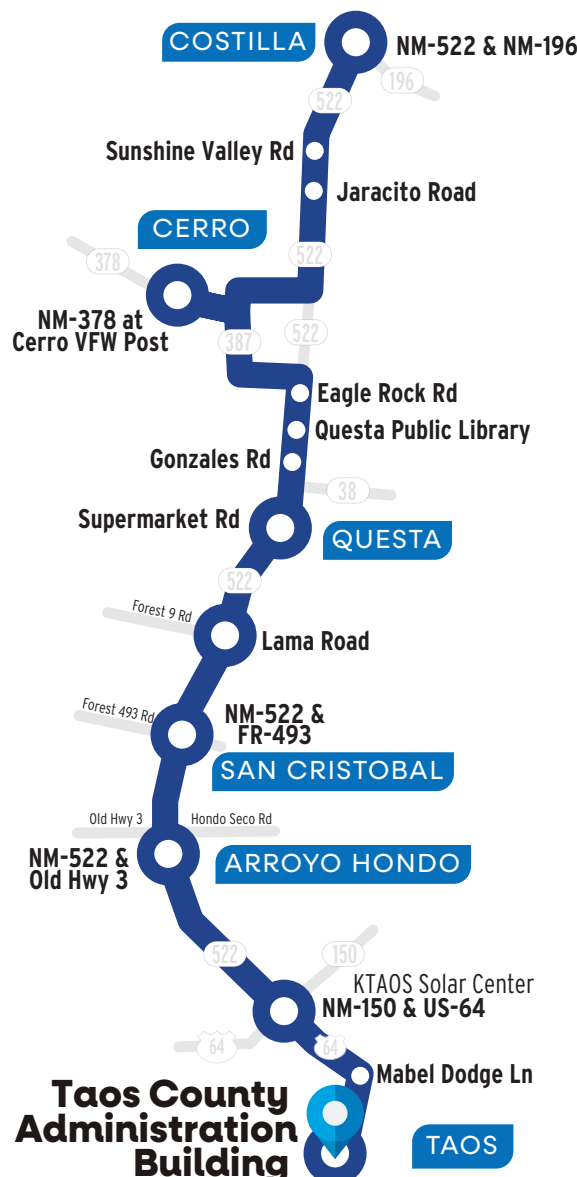 COSTILLA
NM-522 & NM-196
196
522
Sunshine Valley Rd
Jaracito Road
CERRO
378
522
NM-378 at
Cerro VFW Post
387
522
Eagle Rock Rd
Questa Public Library
Gonzales Rd
38
Supermarket Rd
QUESTA
522
Forest 9 Rd
Lama Road
Forest 493 Rd
NM-522 &
FR-493
SAN CRISTOBAL
Old Hwy 3
Hondo Seco Rd
NM-522 &
Old Hwy 3
ARROYO HONDO
522
150
KTAOS Solar Center
NM-150 & US-64
64
64
Mabel Dodge Ln
Taos County
Administration
Building
TAOS